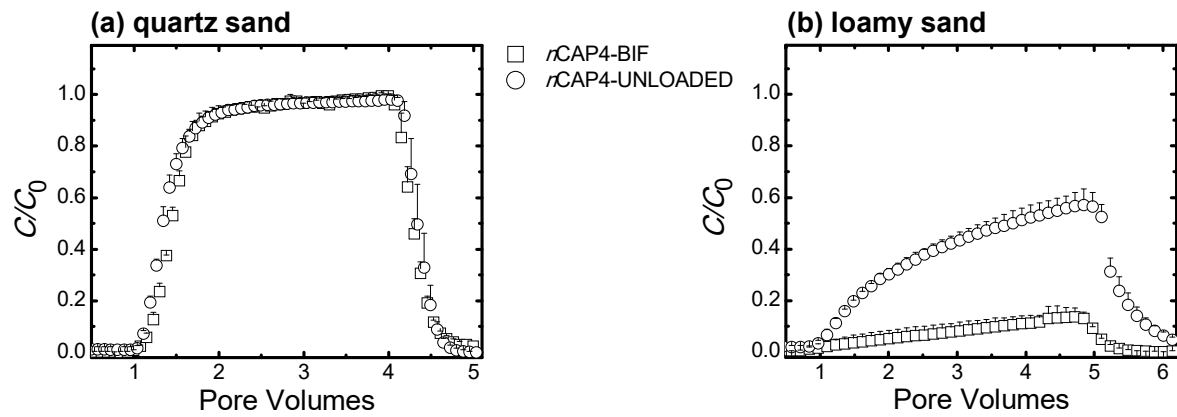 (a) quartz sand
(b) loamy sand
nCAP4-BIF
nCAP4-UNLOADED
1.0
0.8
0.6
0.4
0.2
0.0
C/C0
1 2 3 4 5
Pore Volumes
1.0
0.8
0.6
0.4
0.2
0.0
C/C0
1 2 3 4 5 6
Pore Volumes